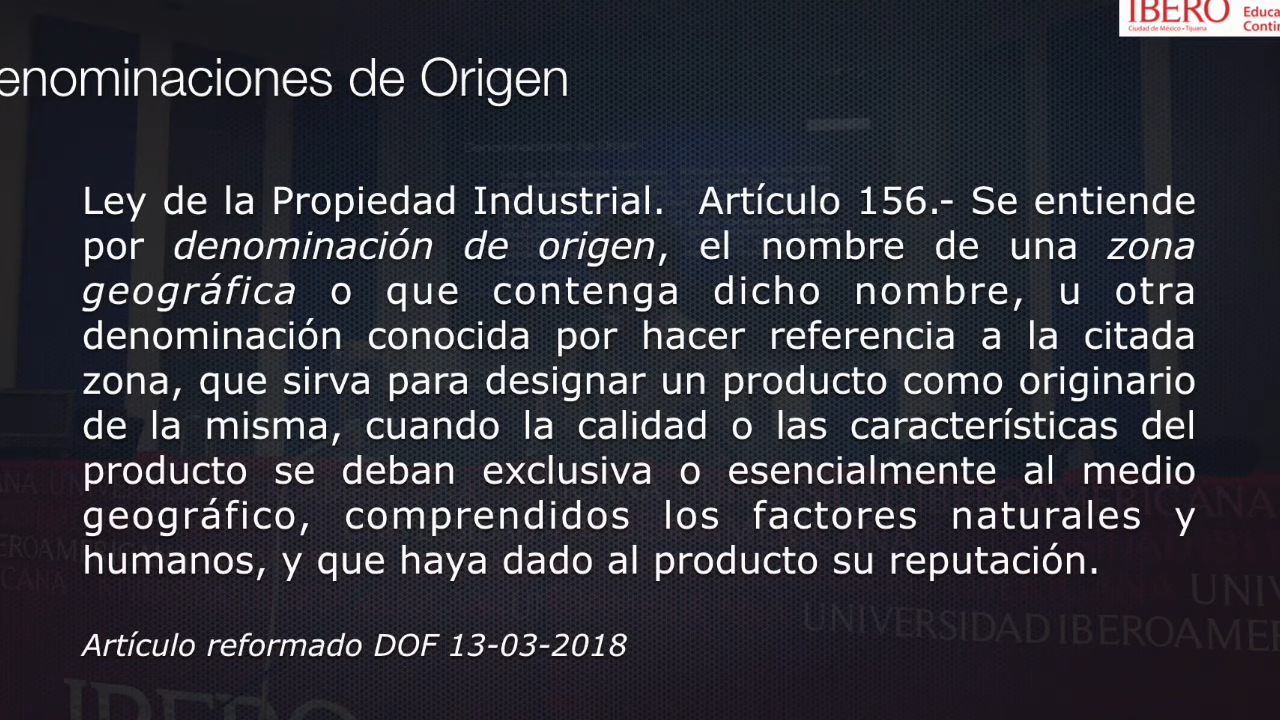 IBERO
Ciudad de México • Tijuana
Educa
Contin
enominaciones de Origen
Ley de la Propiedad Industrial. Artículo 156.- Se entiende
por denominación de origen, el nombre de una zona
geográfica o que contenga dicho nombre, u otra
denominación conocida por hacer referencia a la citada
zona, que sirva para designar un producto como originario
de la misma, cuando la calidad o las características del
producto se deban exclusiva o esencialmente al medio
geográfico, comprendidos los factores naturales y
humanos, y que haya dado al producto su reputación.
Artículo reformado DOF 13-03-2018
UNIV
UNIVERSIDAD IBEROAME
IBERO